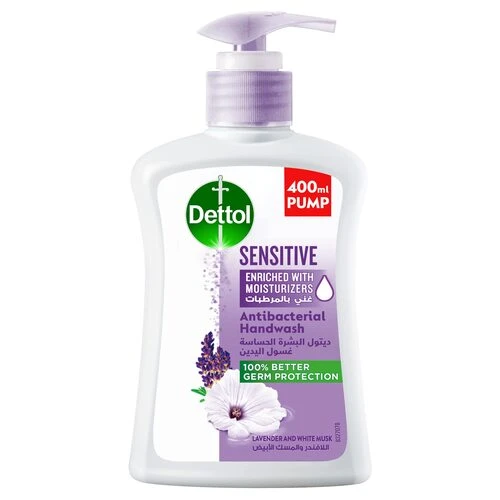 400ml
PUMP
Dettol
SENSITIVE
ENRICHED WITH
MOISTURIZERS
غني بالمرطبات
Antibacterial
Handwash
ديتول البشرة الحساسة
غسول اليدين
100% BETTER
GERM PROTECTION
LAVENDER AND WHITE MUSK
اللافندر والمسك الأبيض